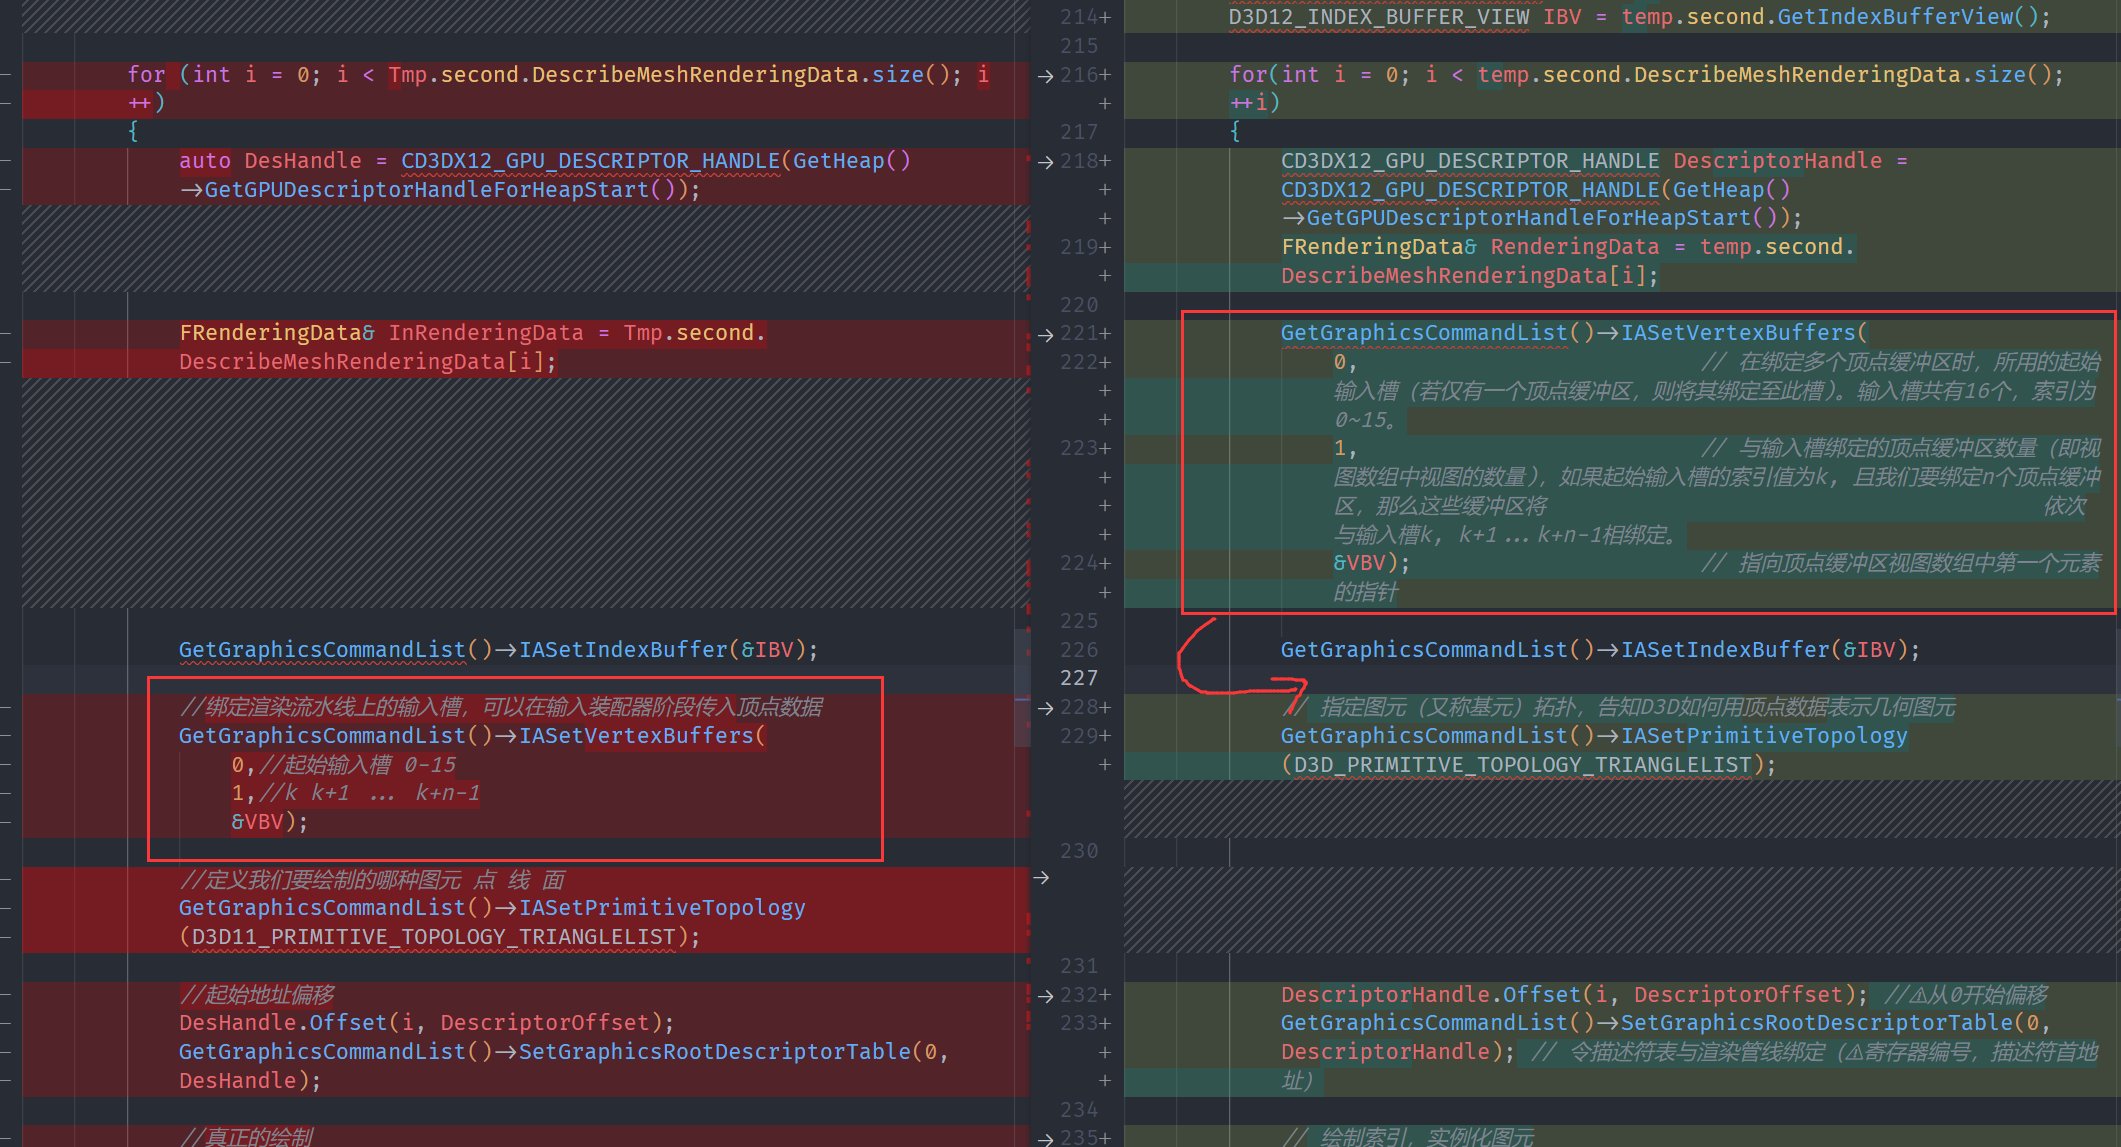 for (int i = 0; i < Tmp.second.DescribeMeshRenderingData.size(); i
++)
{
auto DesHandle = CD3DX12_GPU_DESCRIPTOR_HANDLE(GetHeap()
->GetGPUDescriptorHandleForHeapStart());
FRenderingData& InRenderingData = Tmp.second.
DescribeMeshRenderingData[i];
GetGraphicsCommandList()->IASetIndexBuffer(&IBV);
//绑定渲染流水线上的输入槽，可以在输入装配器阶段传入顶点数据
GetGraphicsCommandList()->IASetVertexBuffers(
0,//起始输入槽 0-15
1,//k k+1 ... k+n-1
&VBV);
//定义我们要绘制的哪种图元 点 线 面
GetGraphicsCommandList()->IASetPrimitiveTopology
(D3D11_PRIMITIVE_TOPOLOGY_TRIANGLELIST);
//起始地址偏移
DesHandle.Offset(i, DescriptorOffset);
GetGraphicsCommandList()->SetGraphicsRootDescriptorTable(0,
DesHandle);
//真正的绘制
214+ D3D12_INDEX_BUFFER_VIEW IBV = temp.second.GetIndexBufferView();
215
→216+ for(int i = 0; i < temp.second.DescribeMeshRenderingData.size();
+ ++i)
217 {
→218+ CD3DX12_GPU_DESCRIPTOR_HANDLE DescriptorHandle =
+ CD3DX12_GPU_DESCRIPTOR_HANDLE(GetHeap()
+ ->GetGPUDescriptorHandleForHeapStart());
219+ FRenderingData& RenderingData = temp.second.
+ DescribeMeshRenderingData[i];
220
→221+ GetGraphicsCommandList()->IASetVertexBuffers(
222+ 0, // 在绑定多个顶点缓冲区时，所用的起始
+ 输入槽（若仅有一个顶点缓冲区，则将其绑定至此槽）。输入槽共有16个，索引为
+ 0~15。
223+ 1, // 与输入槽绑定的顶点缓冲区数量（即视
+ 图数组中视图的数量），如果起始输入槽的索引值为k, 且我们要绑定n个顶点缓冲
+ 区，那么这些缓冲区将 依次
+ 与输入槽k, k+1...k+n-1相绑定。
224+ &VBV); // 指向顶点缓冲区视图数组中第一个元素
+ 的指针
225
226 GetGraphicsCommandList()->IASetIndexBuffer(&IBV);
227
→228+ // 指定图元（又称基元）拓扑，告知D3D如何用顶点数据表示几何图元
229+ GetGraphicsCommandList()->IASetPrimitiveTopology
+ (D3D_PRIMITIVE_TOPOLOGY_TRIANGLELIST);
230
→
231
→232+ DescriptorHandle.Offset(i, DescriptorOffset); //⚠从0开始偏移
233+ GetGraphicsCommandList()->SetGraphicsRootDescriptorTable(0,
+ DescriptorHandle); // 令描述符表与渲染管线绑定（⚠寄存器编号，描述符首地
+ 址）
234
→235+ // 绘制索引，实例化图元